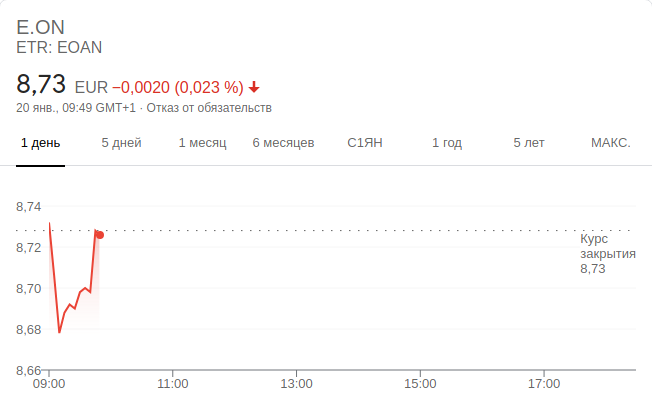 E.ON
ETR: EOAN
8,73 EUR −0,0020 (0,023 %)
20 янв., 09:49 GMT+1 · Отказ от обязательств
1 день 5 дней 1 месяц 6 месяцев С1ЯН 1 год 5 лет МАКС.
8,74
Курс
закрытия
8,73
8,72
8,70
8,68
8,66
09:00 11:00 13:00 15:00 17:00